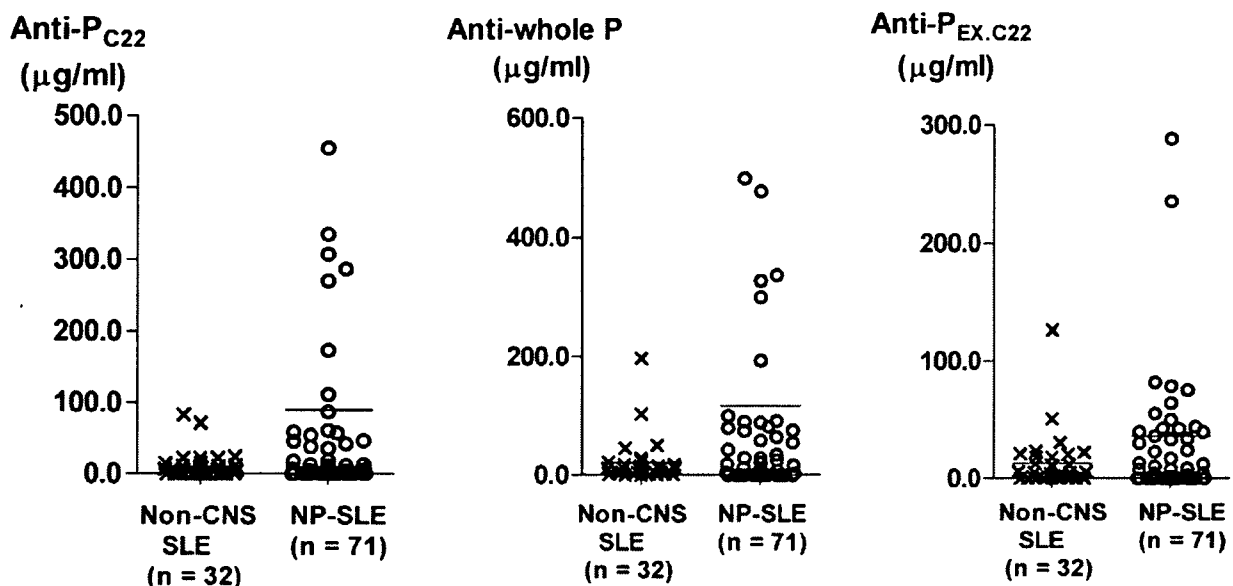 Anti-PC22
(μg/ml)
500.0
400.0
300.0
200.0
100.0
0.0
Non-CNS
SLE
(n = 32)
NP-SLE
(n = 71)
Anti-whole P
(μg/ml)
600.0
400.0
200.0
0.0
Non-CNS
SLE
(n = 32)
NP-SLE
(n = 71)
Anti-PEX.C22
(μg/ml)
300.0
200.0
100.0
0.0
Non-CNS
SLE
(n = 32)
NP-SLE
(n = 71)